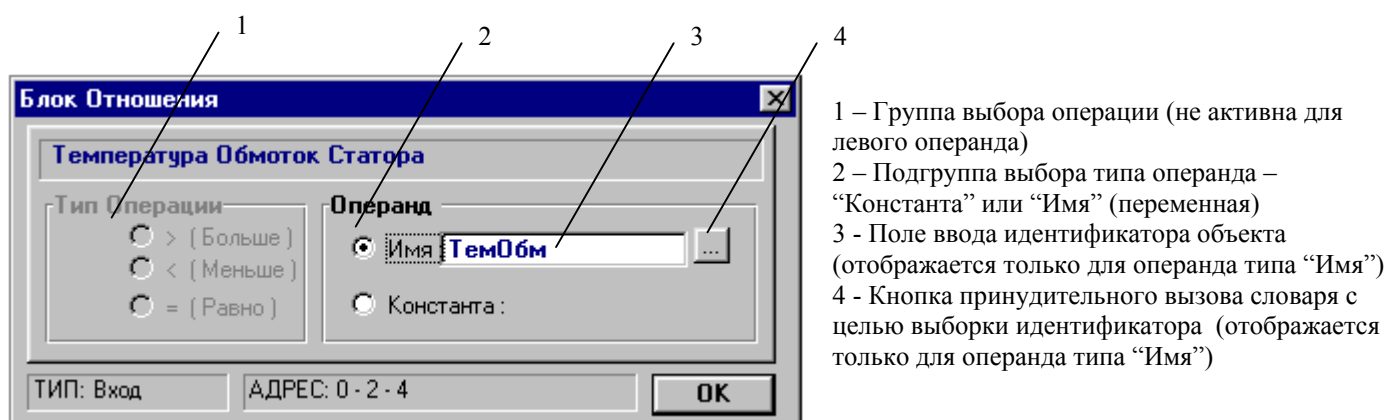 1
2
3
4
Блок Отношения
Температура Обмоток Статора
Тип Операции
> ( Больше )
< ( Меньше )
= ( Равно )
Операнд
Имя ТемОбм ...
Константа :
ТИП: Вход
АДРЕС: 0 - 2 - 4
OK
1 – Группа выбора операции (не активна для
левого операнда)
2 – Подгруппа выбора типа операнда –
“Константа” или “Имя” (переменная)
3 - Поле ввода идентификатора объекта
(отображается только для операнда типа “Имя”)
4 - Кнопка принудительного вызова словаря с
целью выборки идентификатора (отображается
только для операнда типа “Имя”)